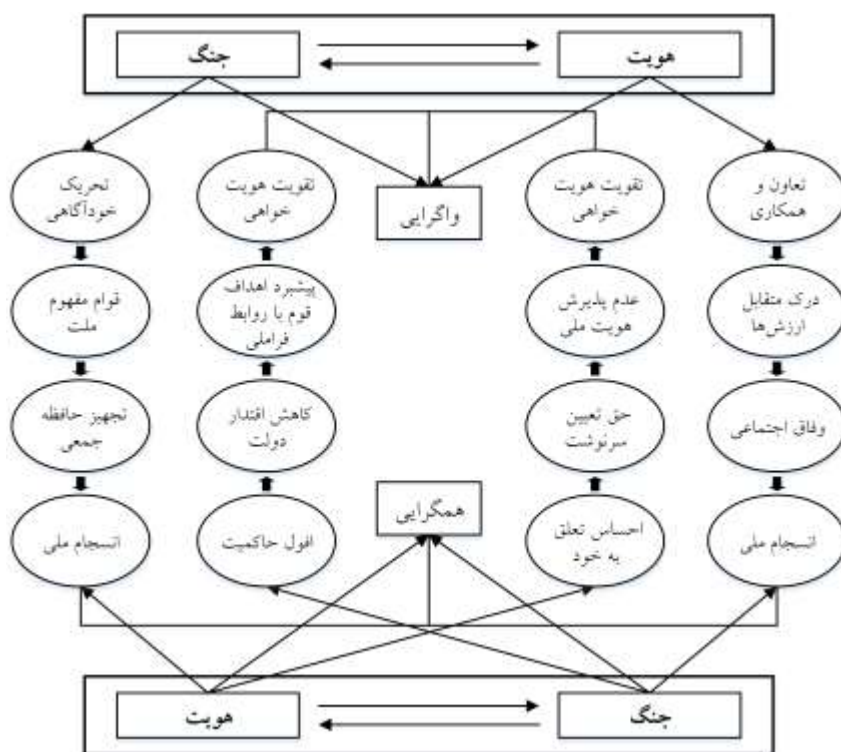 هویت
جنگ
تعاون و
همکاری
تقویت هویت
خواهی
واگرایی
تقویت هویت
خواهی
تحریک
خودآگاهی
درک متقابل
ارزش‌ها
عدم پذیرش
هویت ملی
پیشبرد اهداف
قوم با روابط
فراملی
قوام مفهوم
ملت
وفاق اجتماعی
حق تعیین
سرنوشت
کاهش اقتدار
دولت
تجهیز حافظه
جمعی
انسجام ملی
احساس تعلق
به خود
همگرایی
افول حاکمیت
انسجام ملی
جنگ
هویت